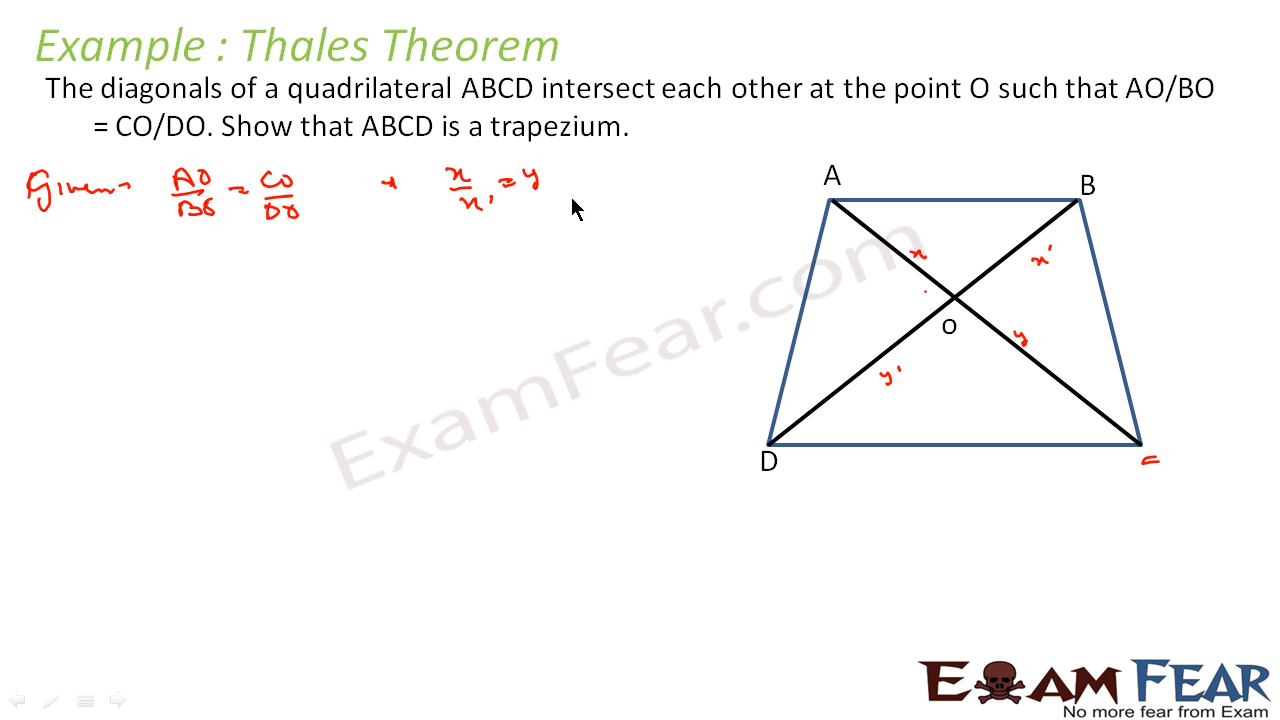 Example : Thales Theorem
The diagonals of a quadrilateral ABCD intersect each other at the point O such that AO/BO
= CO/DO. Show that ABCD is a trapezium.
Given AO/BO = CO/DO x/x' = y
A
B
x
x'
O
y
y'
D
ExamFear.com
EXAM FEAR
No more fear from Exam